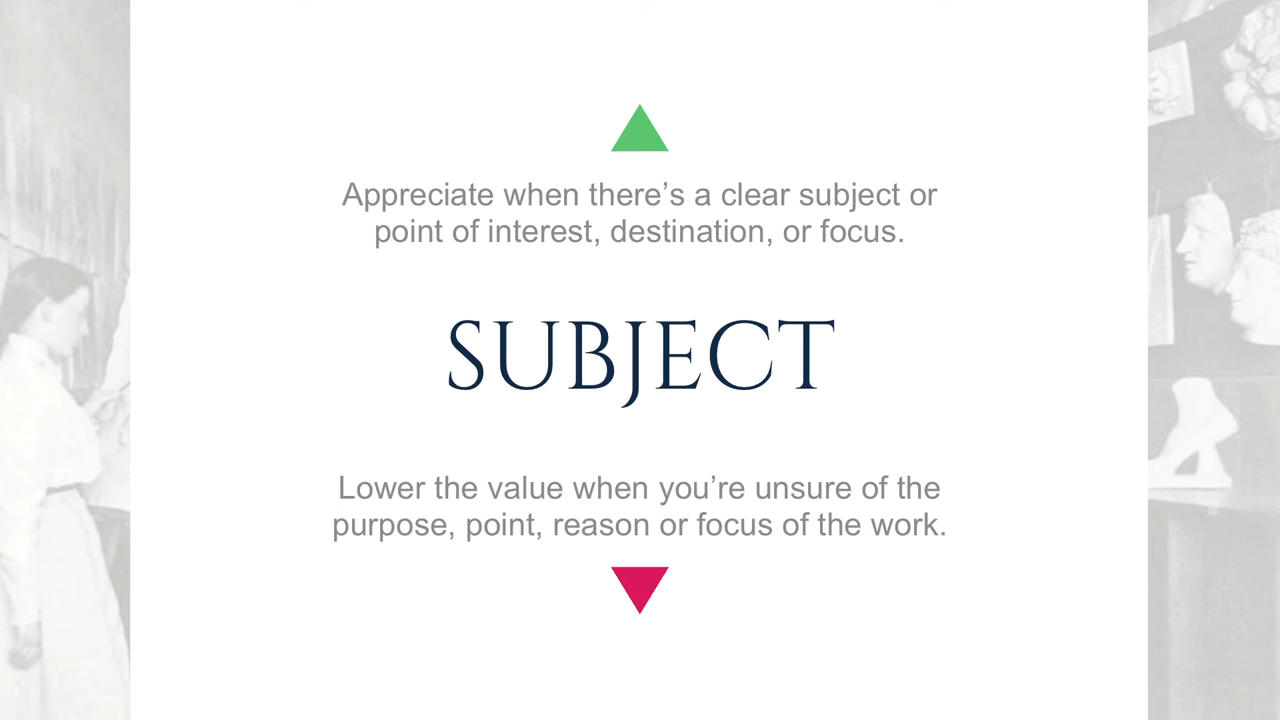 Appreciate when there’s a clear subject or
point of interest, destination, or focus.
SUBJECT
Lower the value when you’re unsure of the
purpose, point, reason or focus of the work.